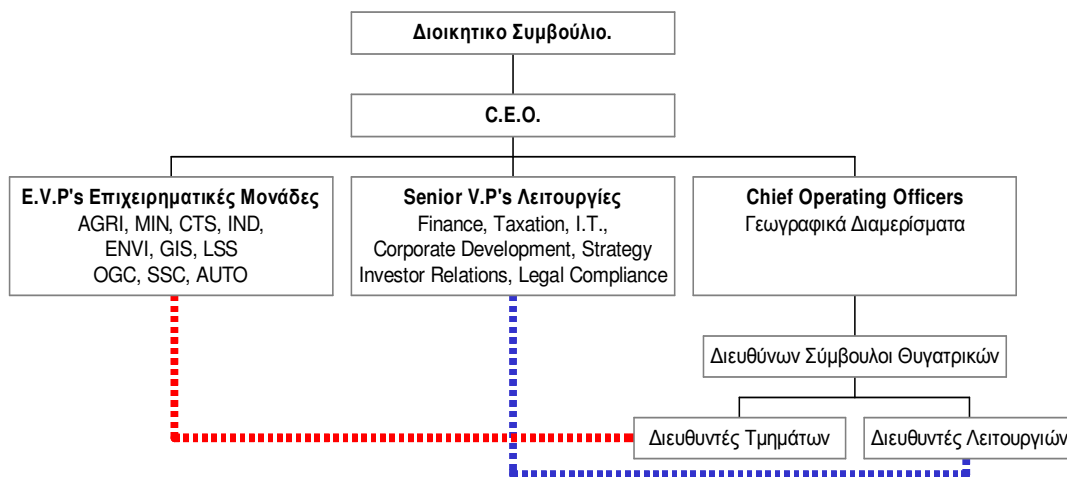 Διοικητικο Συμβούλιο.
C.E.O.
E.V.P's Επιχειρηματικές Μονάδες
AGRI, MIN, CTS, IND,
ENVI, GIS, LSS
OGC, SSC, AUTO
Senior V.P's Λειτουργίες
Finance, Taxation, I.T.,
Corporate Development, Strategy
Investor Relations, Legal Compliance
Chief Operating Officers
Γεωγραφικά Διαμερίσματα
Διευθύνων Σύμβουλοι Θυγατρικών
Διευθυντές Τμημάτων
Διευθυντές Λειτουργιών